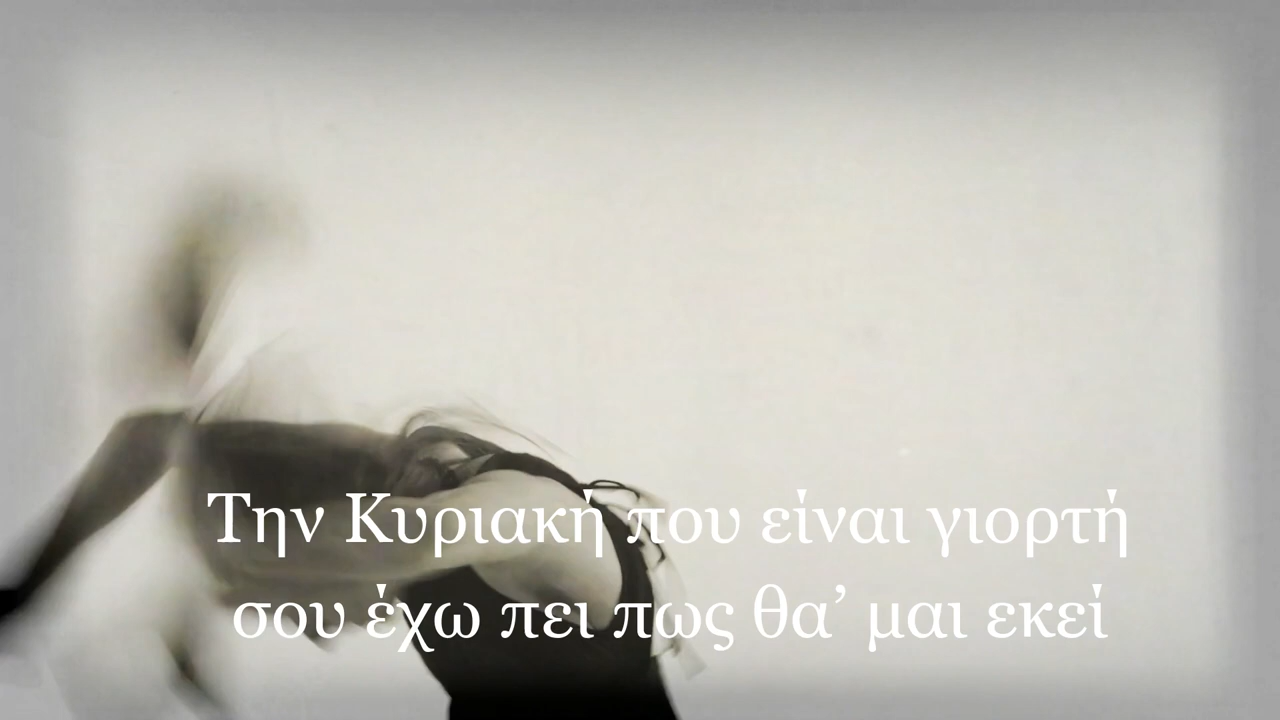 Την Κυριακή που είναι γιορτή
σου έχω πει πως θα’ μαι εκεί